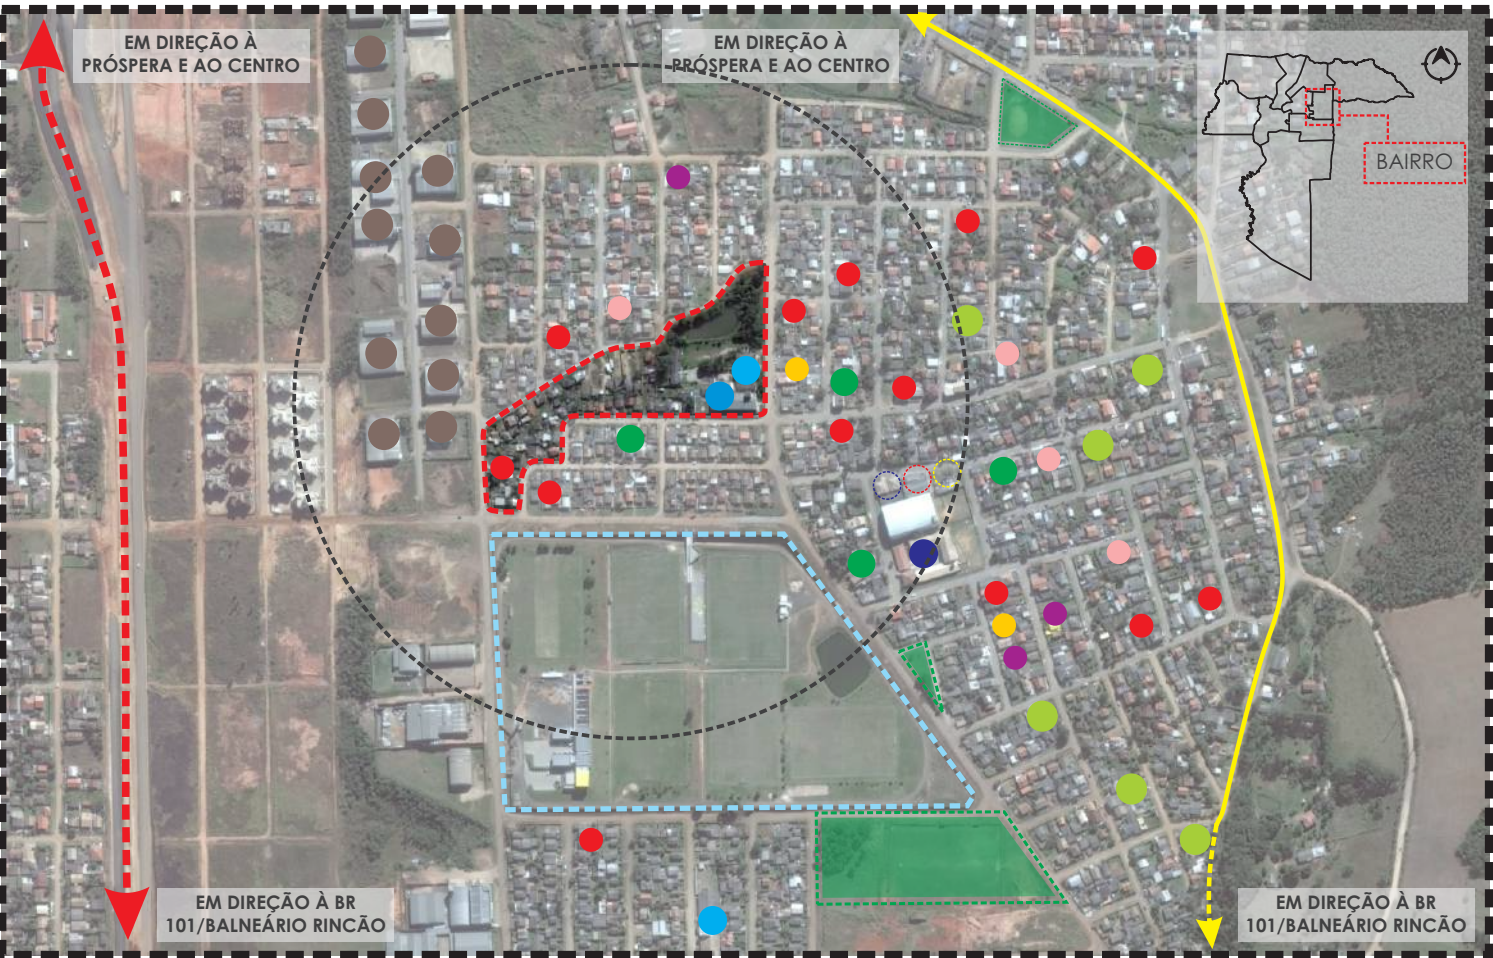 EM DIREÇÃO À
PRÓSPERA E AO CENTRO
EM DIREÇÃO À
PRÓSPERA E AO CENTRO
BAIRRO
EM DIREÇÃO À BR
101/BALNEÁRIO RINCÃO
EM DIREÇÃO À BR
101/BALNEÁRIO RINCÃO